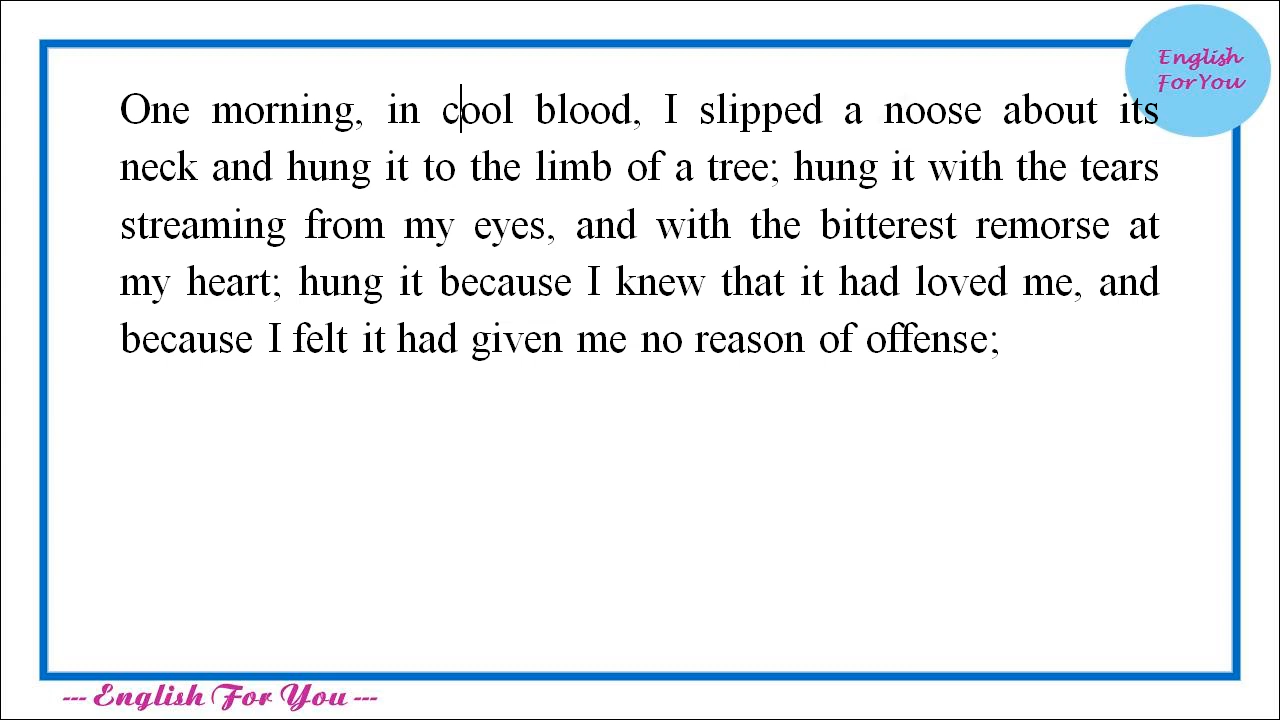 English
ForYou
One morning, in cool blood, I slipped a noose about its
neck and hung it to the limb of a tree; hung it with the tears
streaming from my eyes, and with the bitterest remorse at
my heart; hung it because I knew that it had loved me, and
because I felt it had given me no reason of offense;
--- English For You ---